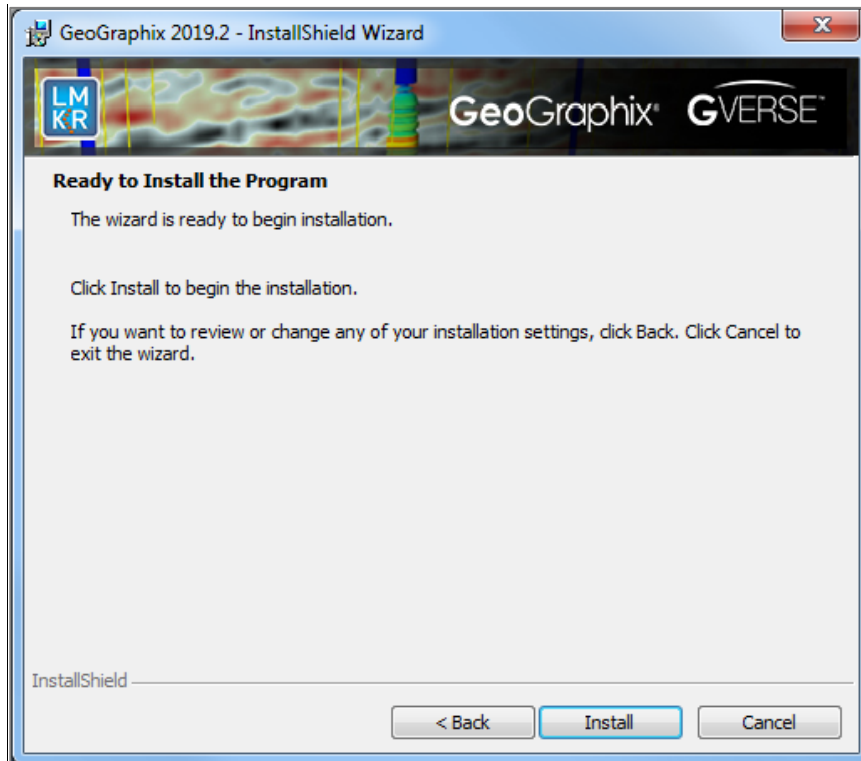 GeoGraphix 2019.2 - InstallShield Wizard
LM
KR
GeoGraphix® GVERSE™
Ready to Install the Program
The wizard is ready to begin installation.
Click Install to begin the installation.
If you want to review or change any of your installation settings, click Back. Click Cancel to
exit the wizard.
InstallShield
< Back Install Cancel